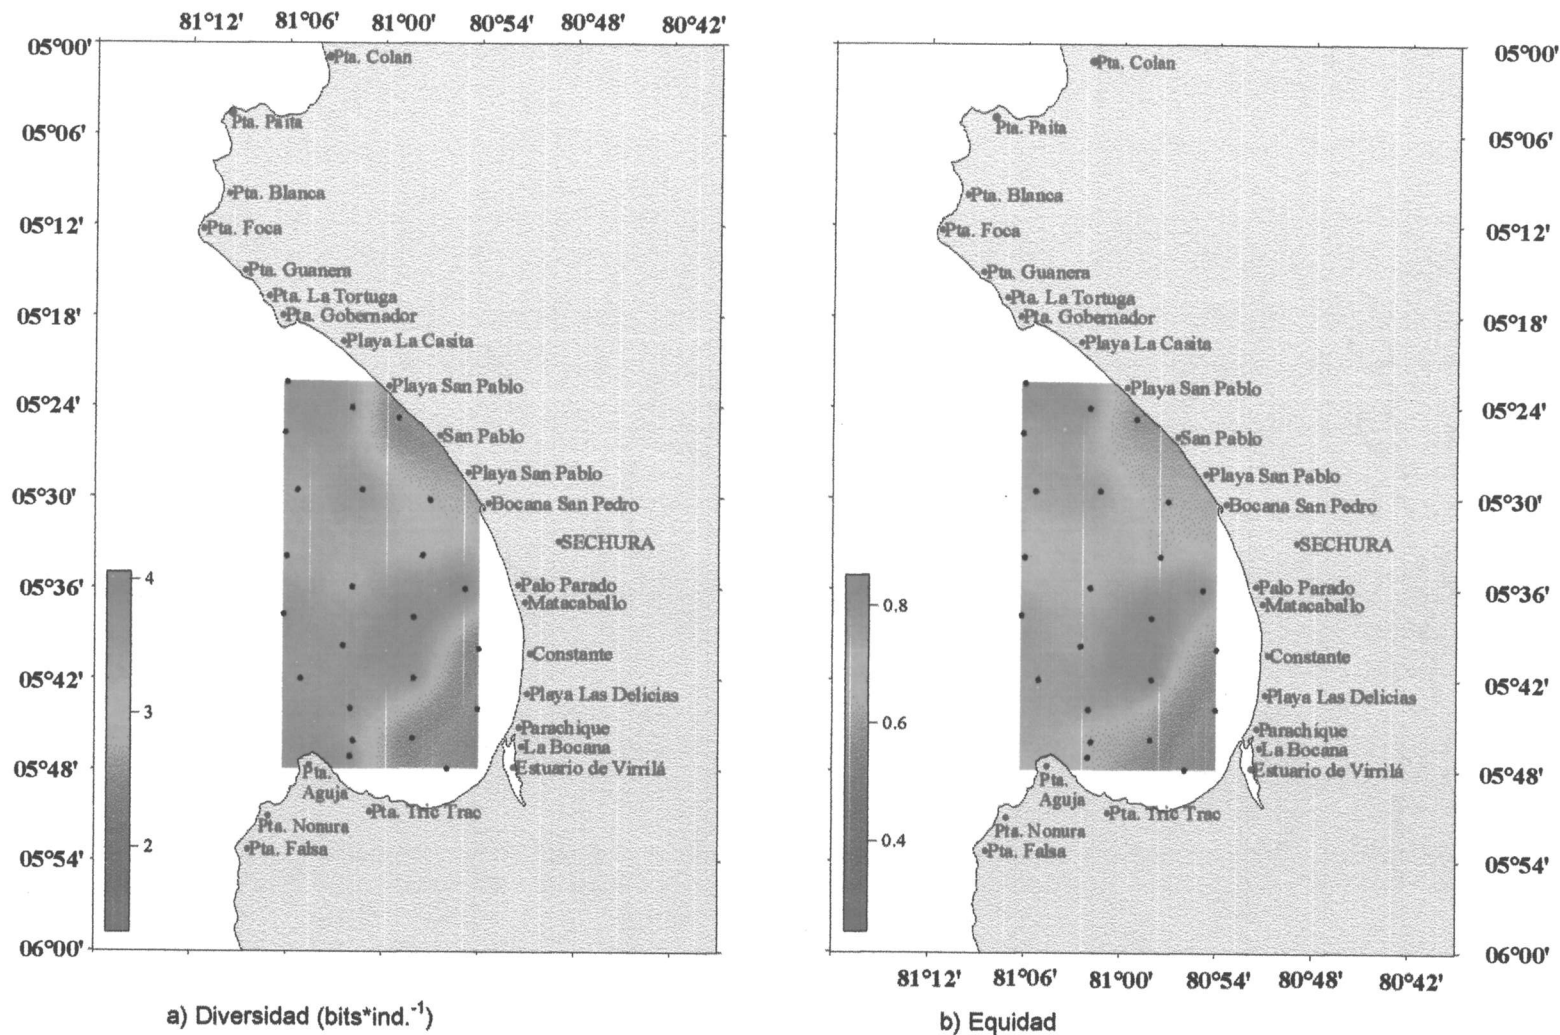 81°12' 81°06' 81°00' 80°54' 80°48' 80°42'
05°00'
05°06'
05°12'
05°18'
05°24'
05°30'
05°36'
05°42'
05°48'
05°54'
06°00'
Pta. Colan
Pta. Paita
Pta. Blanca
Pta. Foca
Pta. Guanera
Pta. La Tortuga
Pta. Gobernador
Playa La Casita
Playa San Pablo
San Pablo
Playa San Pablo
Bocana San Pedro
SECHURA
Palo Parado
Matacaballo
Constante
Playa Las Delicias
Parachique
La Bocana
Estuario de Virrilá
Pta.
Aguja
Pta. Tric Trac
Pta. Nonura
Pta. Falsa
4
3
2
a) Diversidad (bits*ind.⁻¹)
Pta. Colan
Pta. Paita
Pta. Blanca
Pta. Foca
Pta. Guanera
Pta. La Tortuga
Pta. Gobernador
Playa La Casita
Playa San Pablo
San Pablo
Playa San Pablo
Bocana San Pedro
SECHURA
Palo Parado
Matacaballo
Constante
Playa Las Delicias
Parachique
La Bocana
Estuario de Virrilá
Pta.
Aguja
Pta. Tric Trac
Pta. Nonura
Pta. Falsa
0.8
0.6
0.4
05°00'
05°06'
05°12'
05°18'
05°24'
05°30'
05°36'
05°42'
05°48'
05°54'
06°00'
81°12' 81°06' 81°00' 80°54' 80°48' 80°42'
b) Equidad